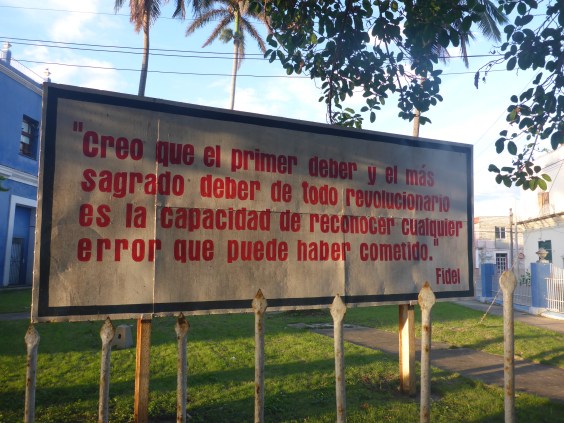 "Creo que el primer deber y el más
sagrado deber de todo revolucionario
es la capacidad de reconocer cualquier
error que puede haber cometido."
Fidel